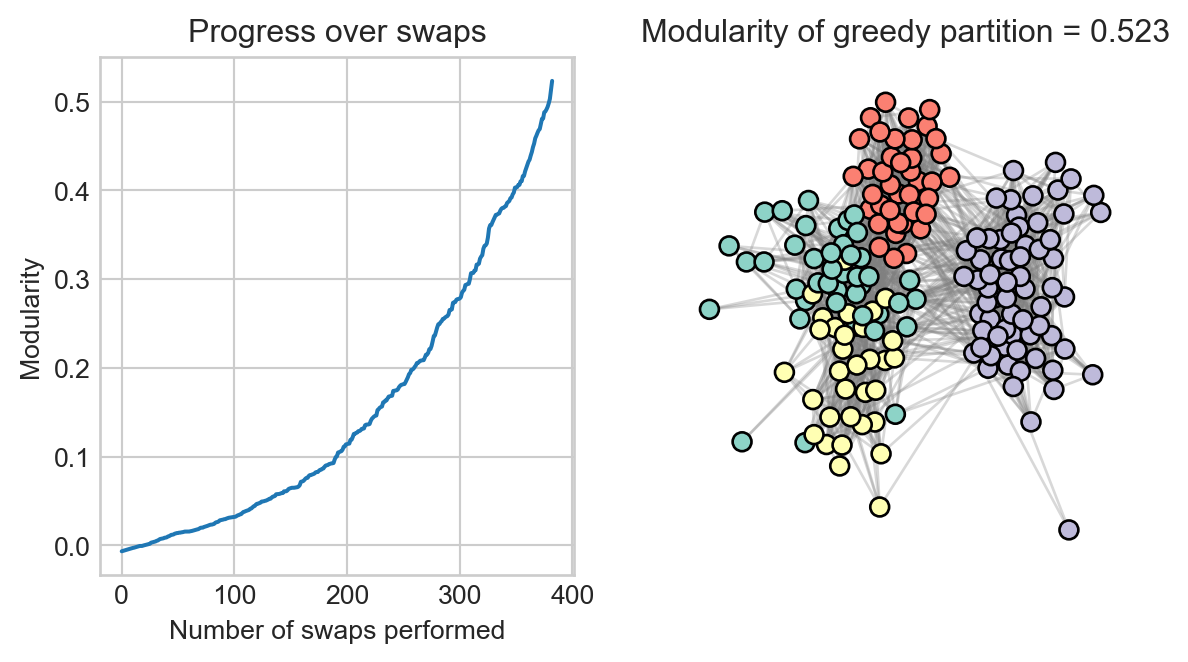 Progress over swaps
Modularity of greedy partition = 0.523
Modularity
0.5
0.4
0.3
0.2
0.1
0.0
0 100 200 300 400
Number of swaps performed